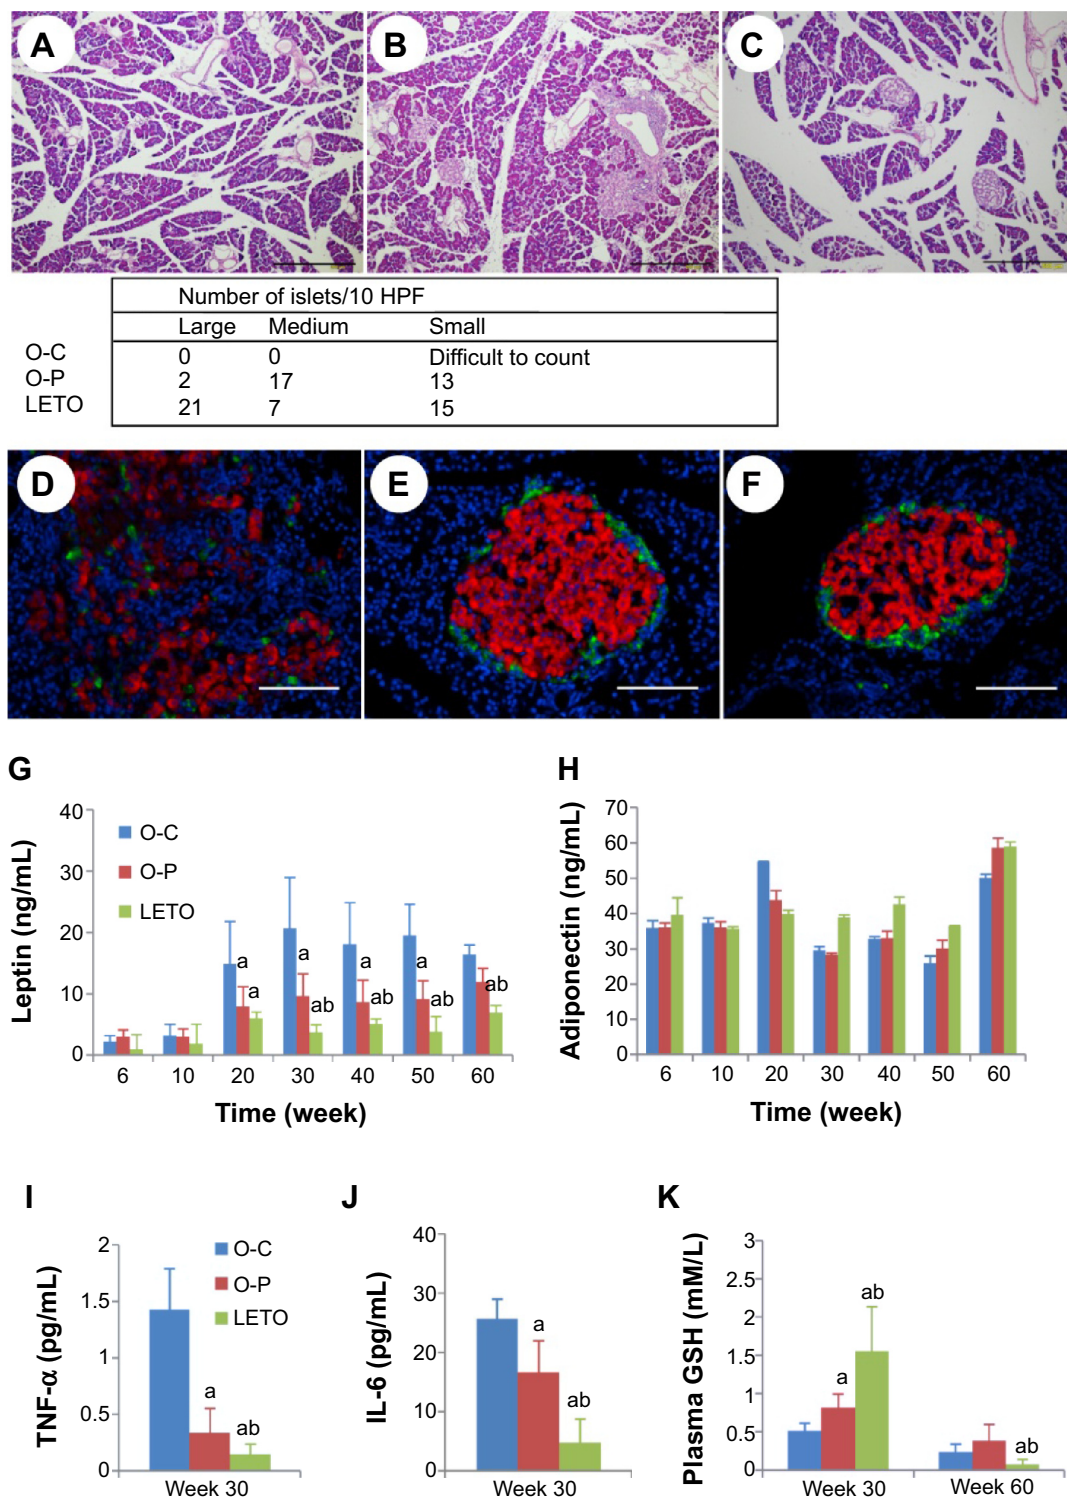 A B C
Number of islets/10 HPF
Large Medium Small
O-C 0 0 Difficult to count
O-P 2 17 13
LETO 21 7 15
D E F
G
Leptin (ng/mL)
40
30
20
10
0
O-C
O-P
LETO
a a a a
a ab ab ab ab
6 10 20 30 40 50 60
Time (week)
H
Adiponectin (ng/mL)
70
60
50
40
30
20
10
0
6 10 20 30 40 50 60
Time (week)
I
TNF-α (pg/mL)
2
1.5
1
0.5
0
O-C
O-P
LETO
a
ab
Week 30
J
IL-6 (pg/mL)
40
30
20
10
0
a
ab
Week 30
K
Plasma GSH (mM/L)
3
2.5
2
1.5
1
0.5
0
a
ab
ab
Week 30 Week 60